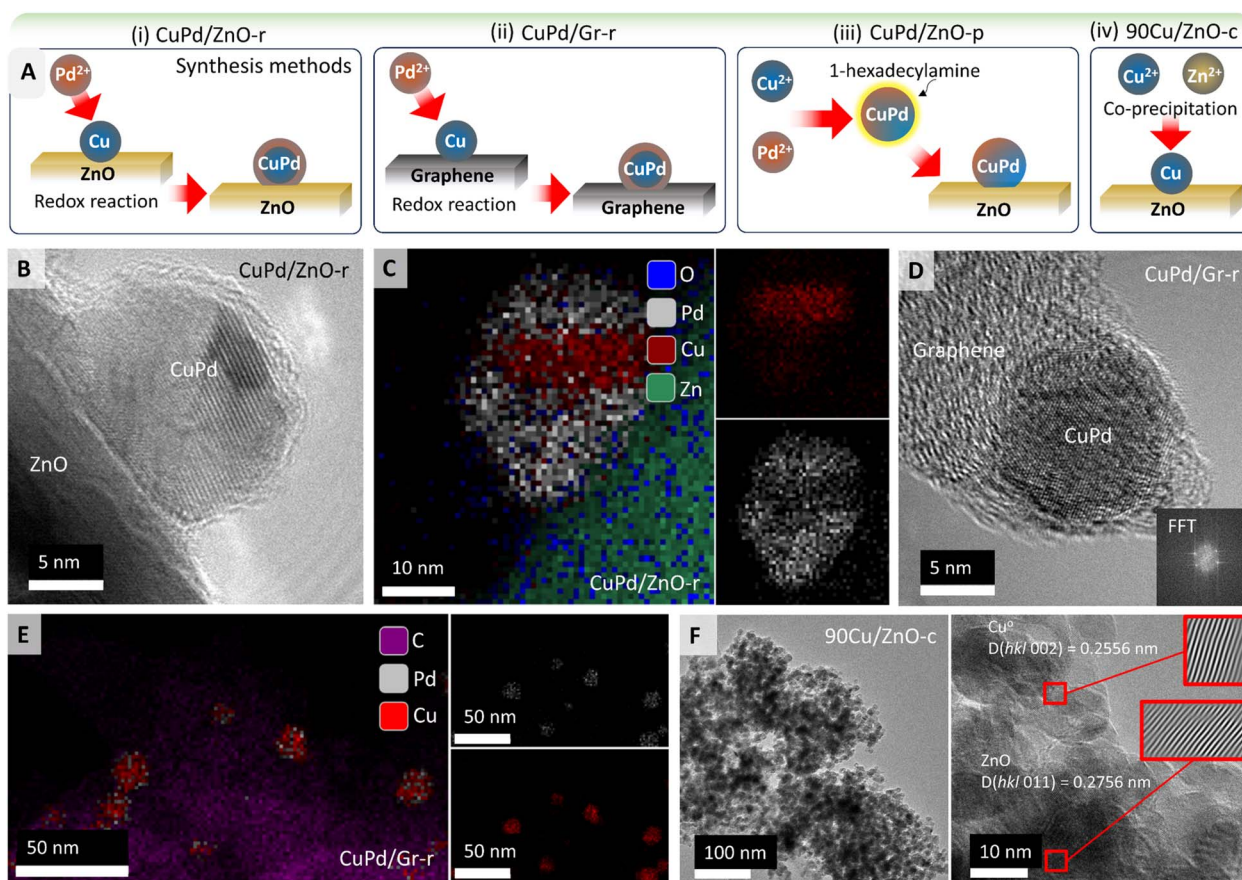 (i) CuPd/ZnO-r
(ii) CuPd/Gr-r
(iii) CuPd/ZnO-p
(iv) 90Cu/ZnO-c
A
Pd²⁺
Synthesis methods
Cu
ZnO
Redox reaction
CuPd
ZnO
Pd²⁺
Cu
Graphene
Redox reaction
CuPd
Graphene
Cu²⁺
Pd²⁺
1-hexadecylamine
CuPd
CuPd
ZnO
Cu²⁺
Zn²⁺
Co-precipitation
Cu
ZnO
B
CuPd/ZnO-r
CuPd
ZnO
5 nm
C
O
Pd
Cu
Zn
10 nm
CuPd/ZnO-r
D
CuPd/Gr-r
Graphene
CuPd
5 nm
FFT
E
C
Pd
Cu
50 nm
CuPd/Gr-r
50 nm
50 nm
F
90Cu/ZnO-c
100 nm
Cu⁰
D(hkl 002) = 0.2556 nm
ZnO
D(hkl 011) = 0.2756 nm
10 nm